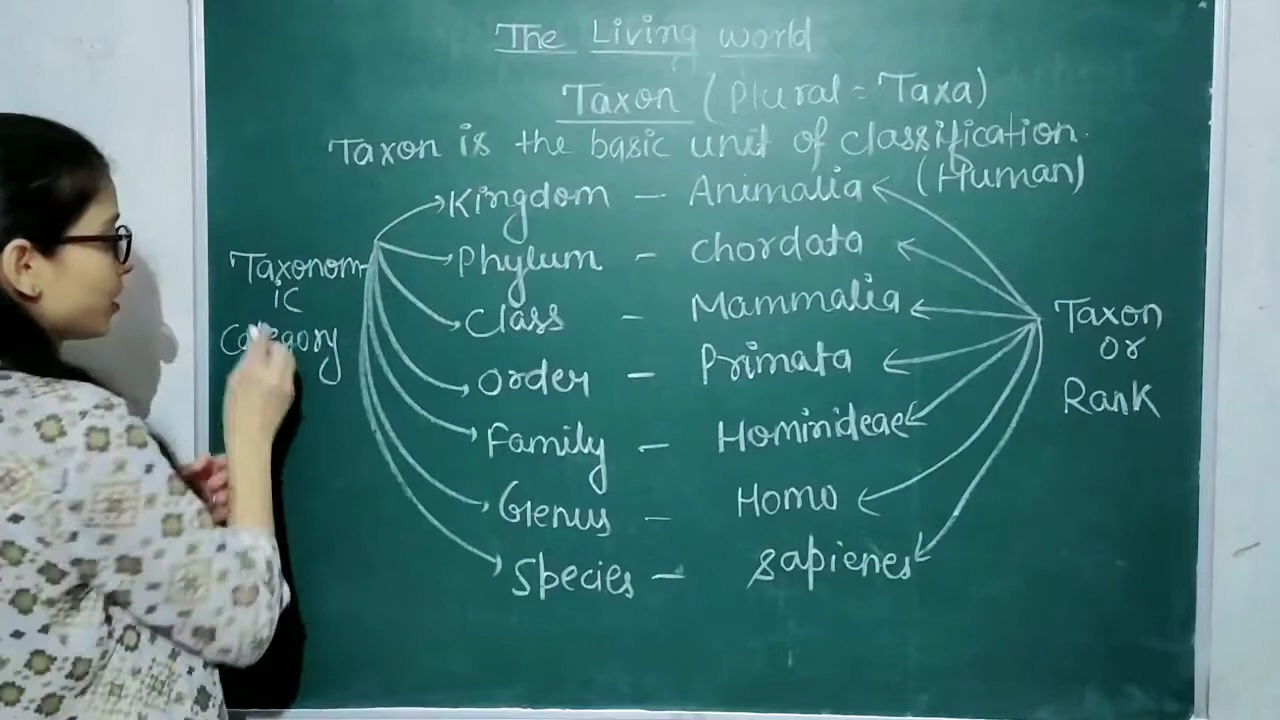 The Living world
Taxon (Plural = Taxa)
Taxon is the basic unit of classification.
(Human)
Kingdom - Animalia
Phylum - chordata
Class - Mammalia
Order - Primata
Family - Hominideae
Genus - Homo
Species - sapienes
Taxonom-
ic
Category
Taxon
or
Rank